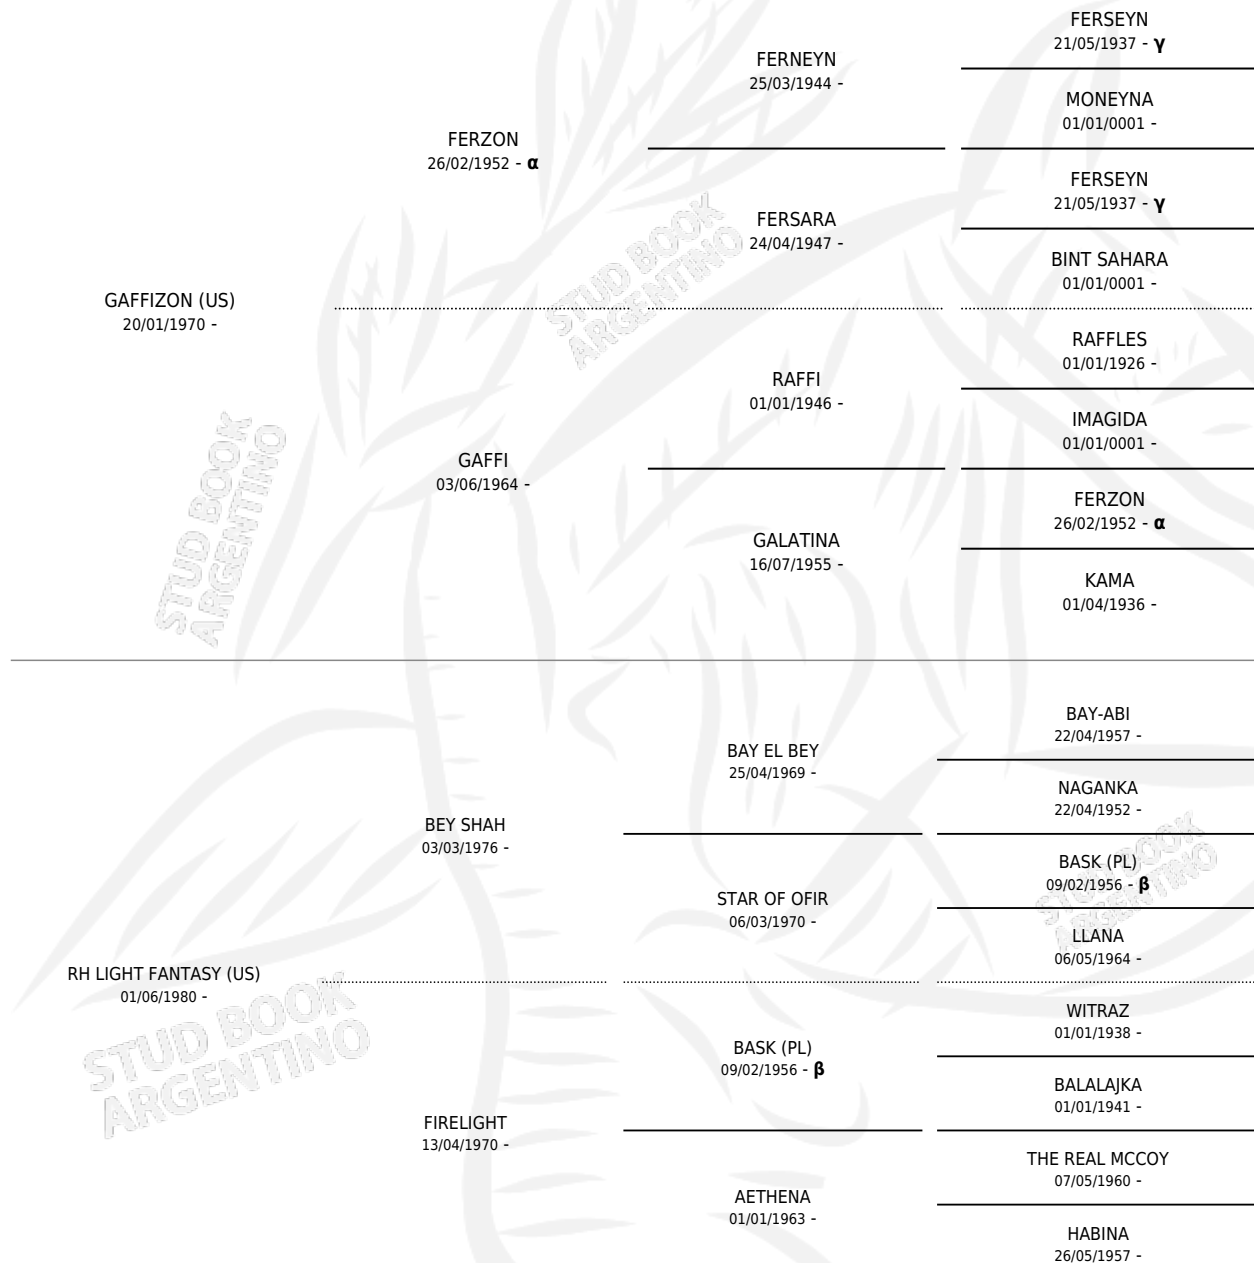 FERSEYN
21/05/1937 - γ
FERNEYN
25/03/1944 -
MONEYNA
01/01/0001 -
FERZON
26/02/1952 - α
FERSEYN
21/05/1937 - γ
FERSARA
24/04/1947 -
BINT SAHARA
01/01/0001 -
GAFFIZON (US)
20/01/1970 -
RAFFLES
01/01/1926 -
RAFFI
01/01/1946 -
IMAGIDA
01/01/0001 -
GAFFI
03/06/1964 -
FERZON
26/02/1952 - α
GALATINA
16/07/1955 -
KAMA
01/04/1936 -
BAY-ABI
22/04/1957 -
BAY EL BEY
25/04/1969 -
NAGANKA
22/04/1952 -
BEY SHAH
03/03/1976 -
BASK (PL)
09/02/1956 - β
STAR OF OFIR
06/03/1970 -
LLANA
06/05/1964 -
RH LIGHT FANTASY (US)
01/06/1980 -
WITRAZ
01/01/1938 -
BASK (PL)
09/02/1956 - β
BALALAJKA
01/01/1941 -
FIRELIGHT
13/04/1970 -
THE REAL MCCOY
07/05/1960 -
AETHENA
01/01/1963 -
HABINA
26/05/1957 -
STUD BOOK
ARGENTINO
STUD BOOK
ARGENTINO
STUD BOOK
ARGENTINO
STUD BOOK
ARGENTINO